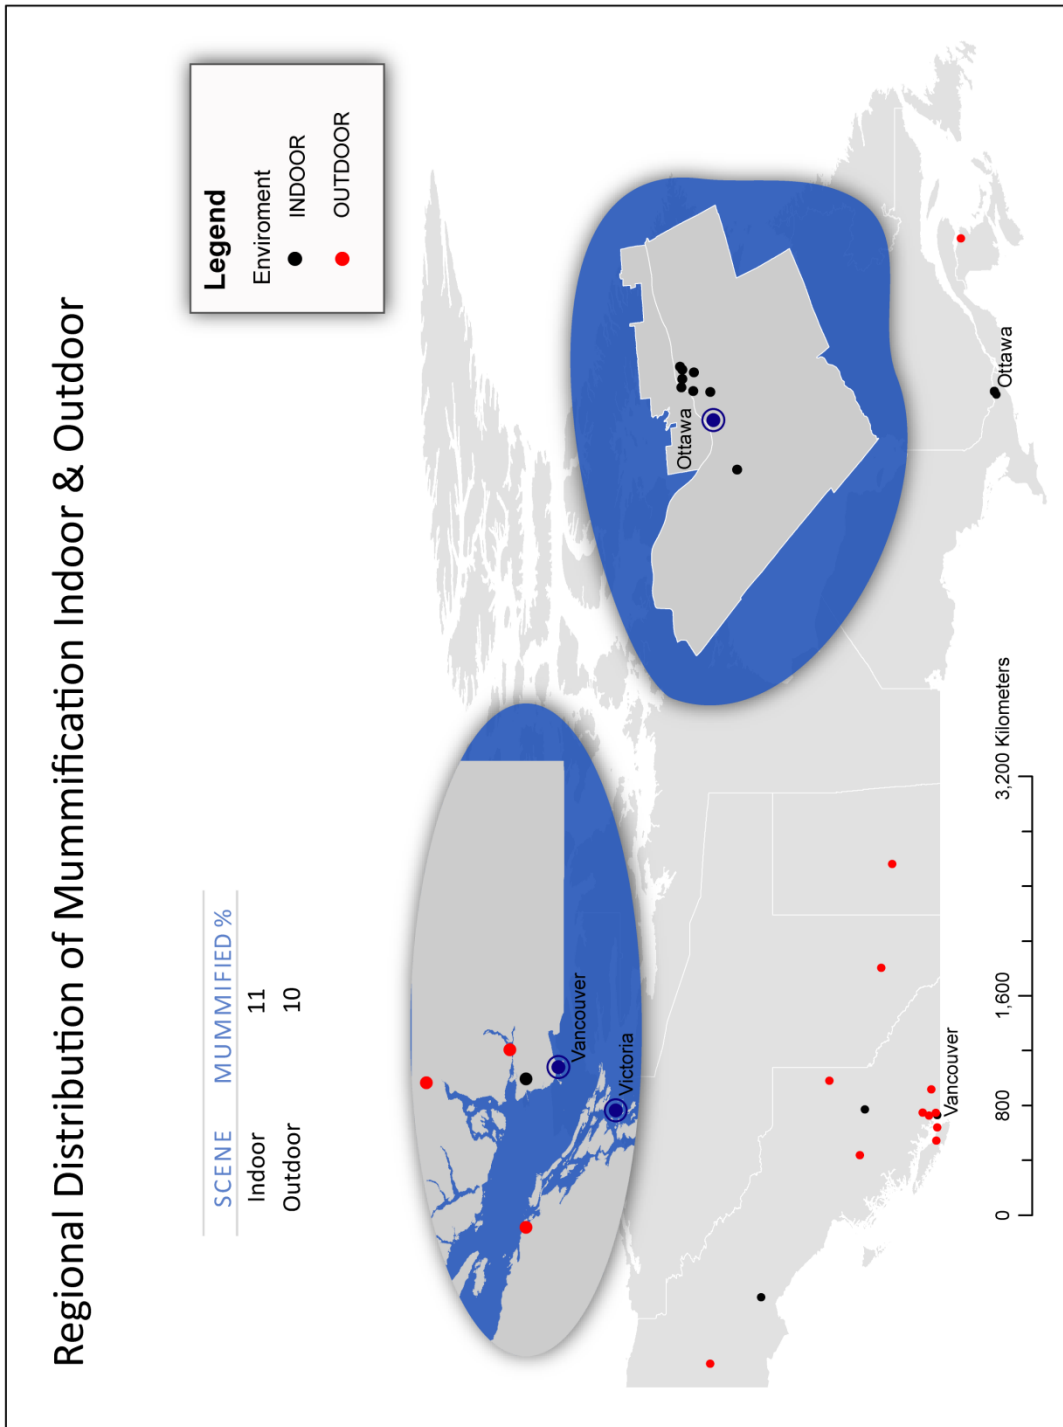 Regional Distribution of Mummification Indoor & Outdoor
SCENE MUMMIFIED %
Indoor 11
Outdoor 10
Legend
Enviroment
INDOOR
OUTDOOR
Vancouver
Victoria
Ottawa
Vancouver
Ottawa
0 800 1,600 3,200 Kilometers